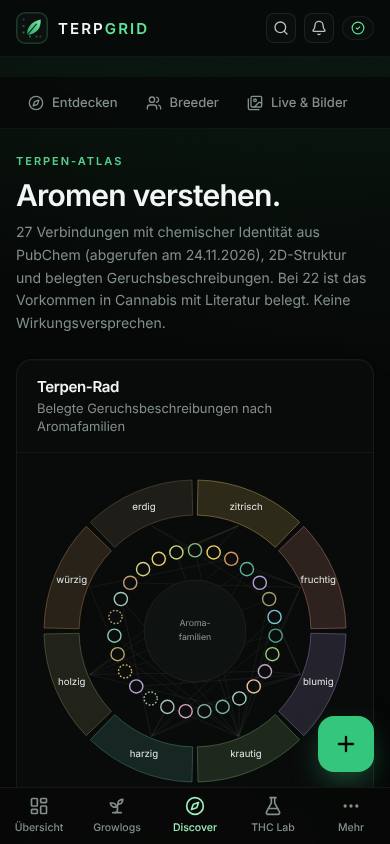 TERPGRID
Entdecken
Breeder
Live & Bilder
TERPEN-ATLAS
Aromen verstehen.
27 Verbindungen mit chemischer Identität aus
PubChem (abgerufen am 24.11.2026), 2D-Struktur
und belegten Geruchsbeschreibungen. Bei 22 ist das
Vorkommen in Cannabis mit Literatur belegt. Keine
Wirkungsversprechen.
Terpen-Rad
Belegte Geruchsbeschreibungen nach
Aromafamilien
erdig
zitrisch
würzig
fruchtig
Aroma-
familien
holzig
blumig
harzig
krautig
Übersicht
Growlogs
Discover
THC Lab
Mehr